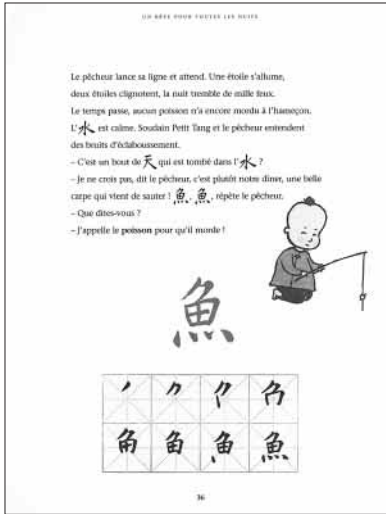 UN RÊVE POUR TOUTES LES NUITS
Le pêcheur lance sa ligne et attend. Une étoile s'allume,
deux étoiles clignotent, la nuit tremble de mille feux.
Le temps passe, aucun poisson n'a encore mordu à l'hameçon.
L'水 est calme. Soudain Petit Tang et le pêcheur entendent
des bruits d'éclaboussement.
– C'est un bout de 天 qui est tombé dans l'水 ?
– Je ne crois pas, dit le pêcheur, c'est plutôt notre dîner, une belle
carpe qui vient de sauter ! 魚, 魚, répète le pêcheur.
– Que dites-vous ?
– J'appelle le poisson pour qu'il morde !
魚
36